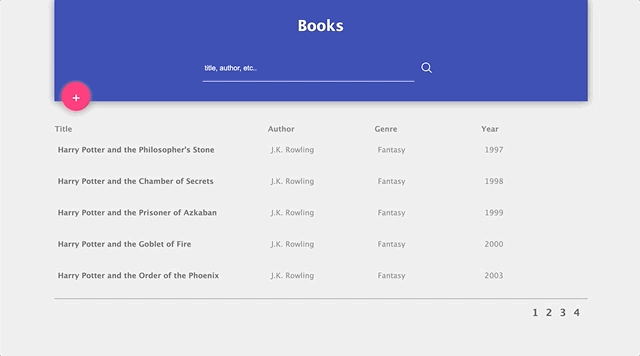 Books
title, author, etc..
+
Title Author Genre Year
Harry Potter and the Philosopher's Stone J.K. Rowling Fantasy 1997
Harry Potter and the Chamber of Secrets J.K. Rowling Fantasy 1998
Harry Potter and the Prisoner of Azkaban J.K. Rowling Fantasy 1999
Harry Potter and the Goblet of Fire J.K. Rowling Fantasy 2000
Harry Potter and the Order of the Phoenix J.K. Rowling Fantasy 2003
1 2 3 4